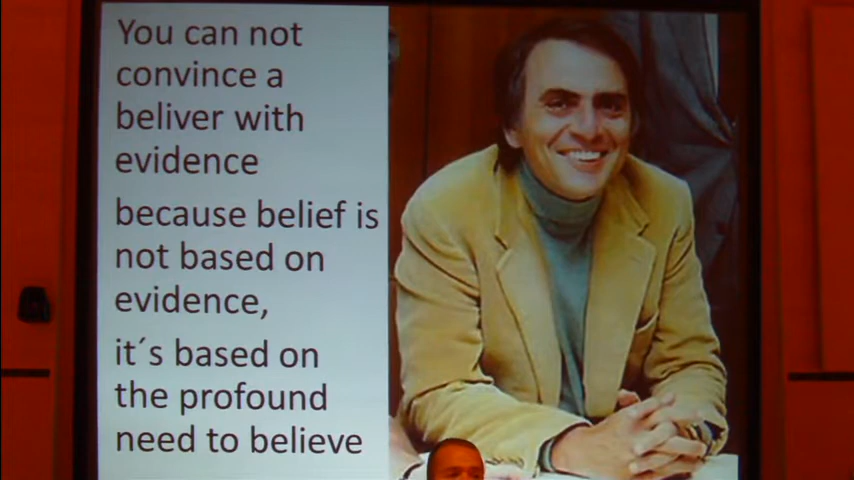 You can not
convince a
beliver with
evidence
because belief is
not based on
evidence,
it´s based on
the profound
need to believe